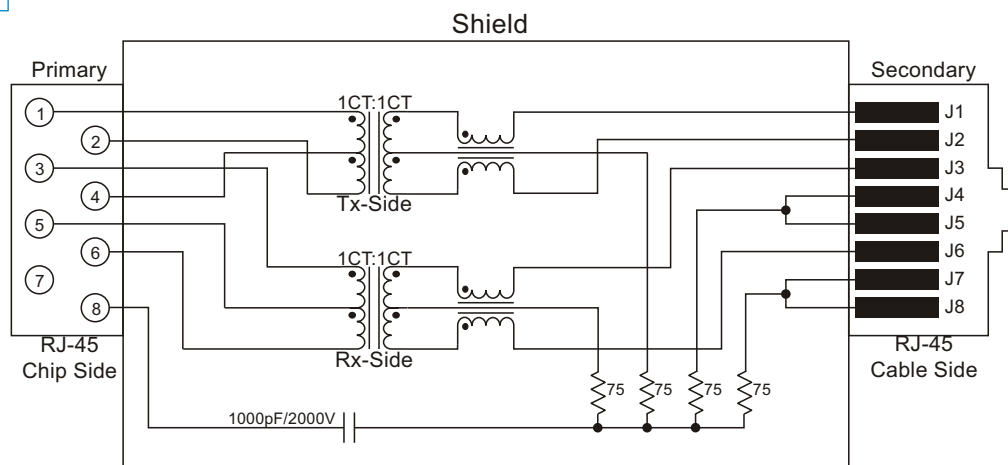 Shield
Primary
Secondary
1CT:1CT
1
J1
2
J2
3
J3
4
J4
Tx-Side
5
J5
6
J6
1CT:1CT
7
J7
8
J8
RJ-45
Chip Side
Rx-Side
RJ-45
Cable Side
75
75
75
75
1000pF/2000V